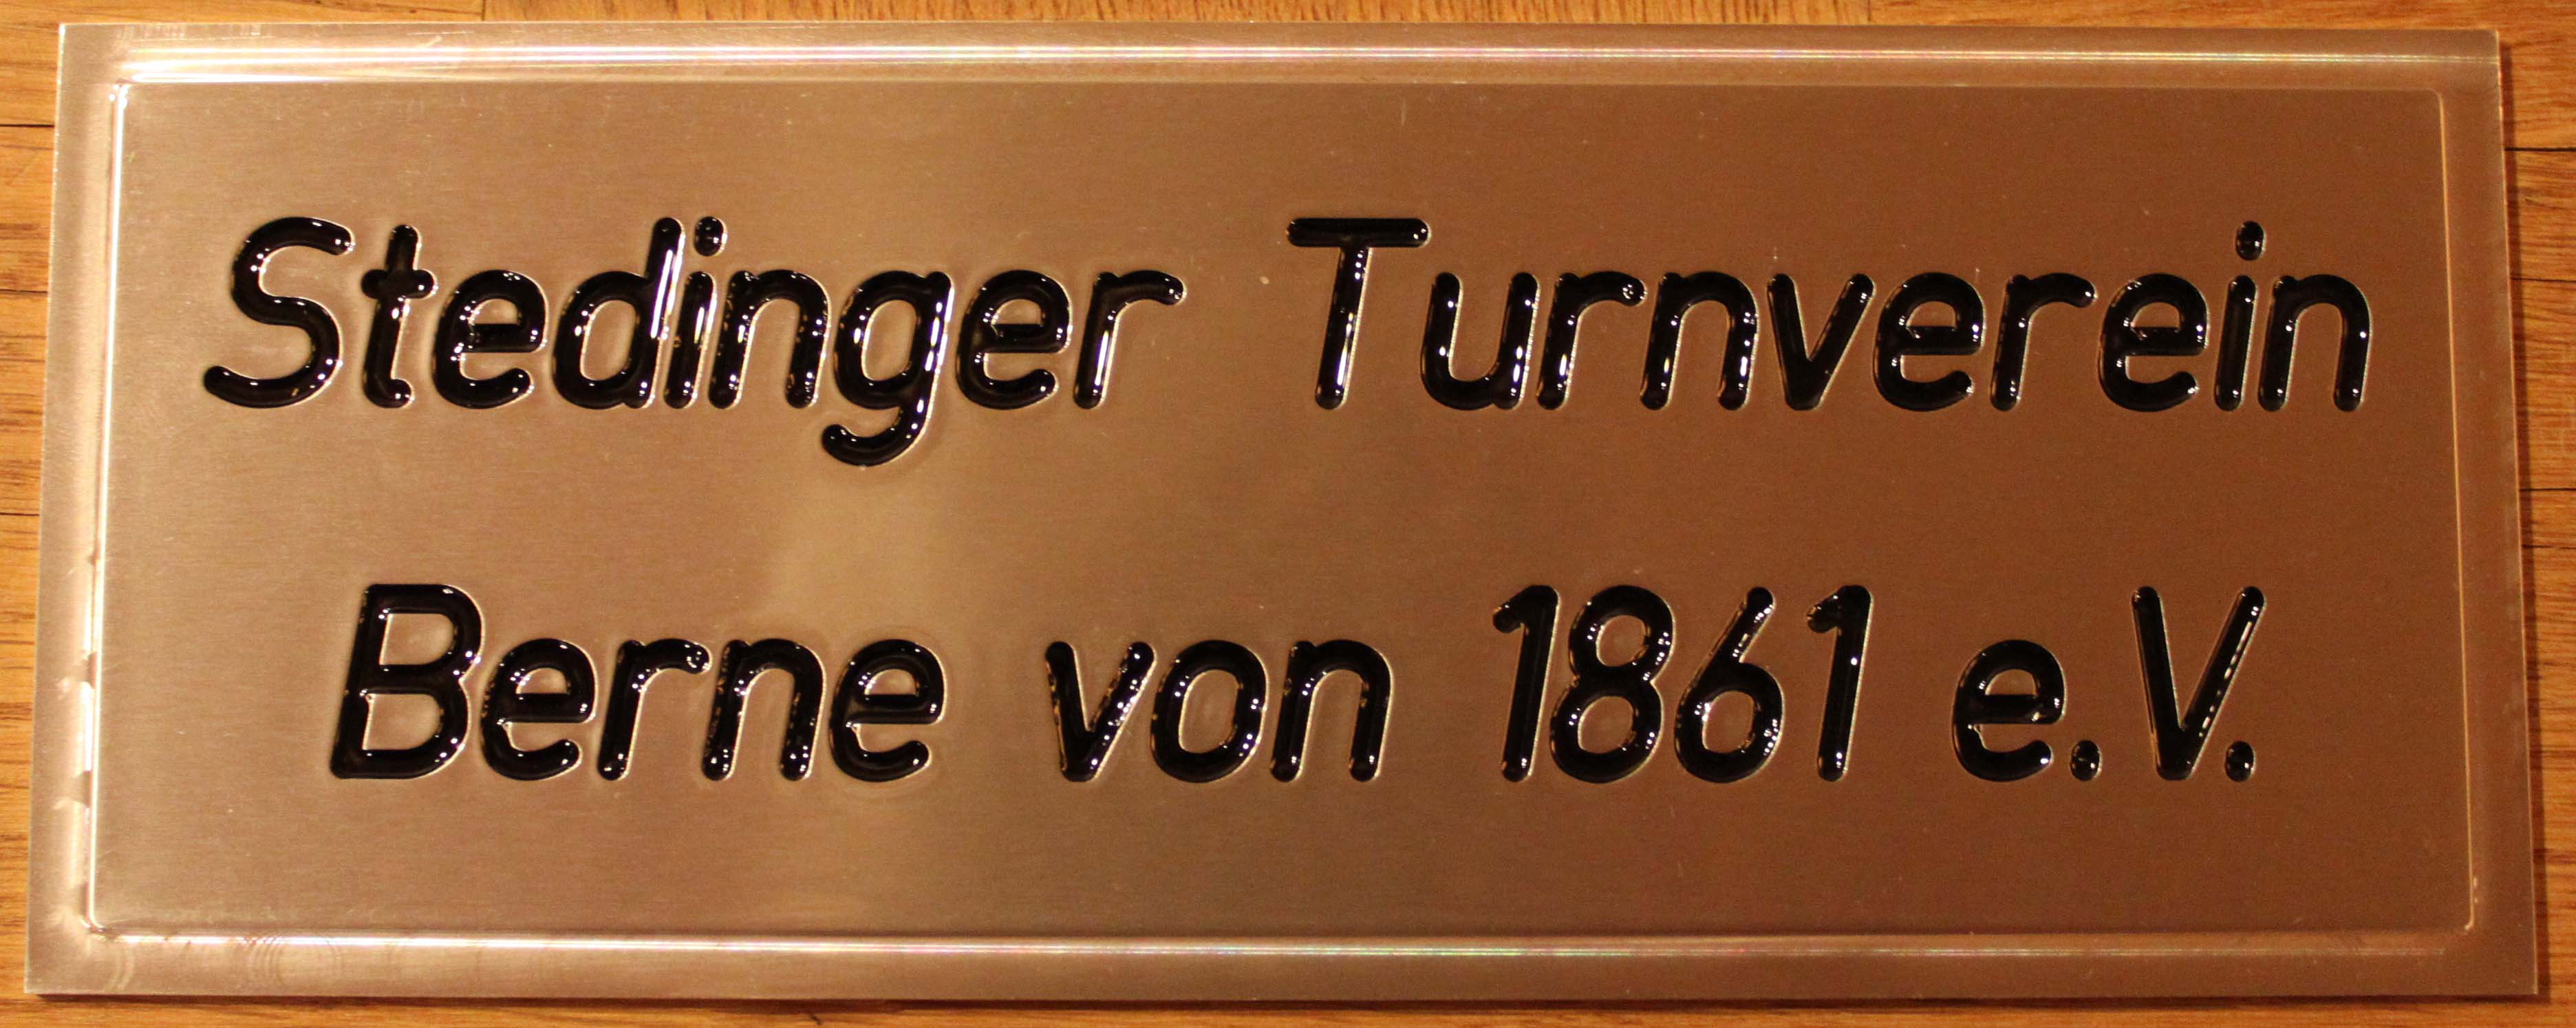 Stedinger Turnverein
Berne von 1861 e.V.